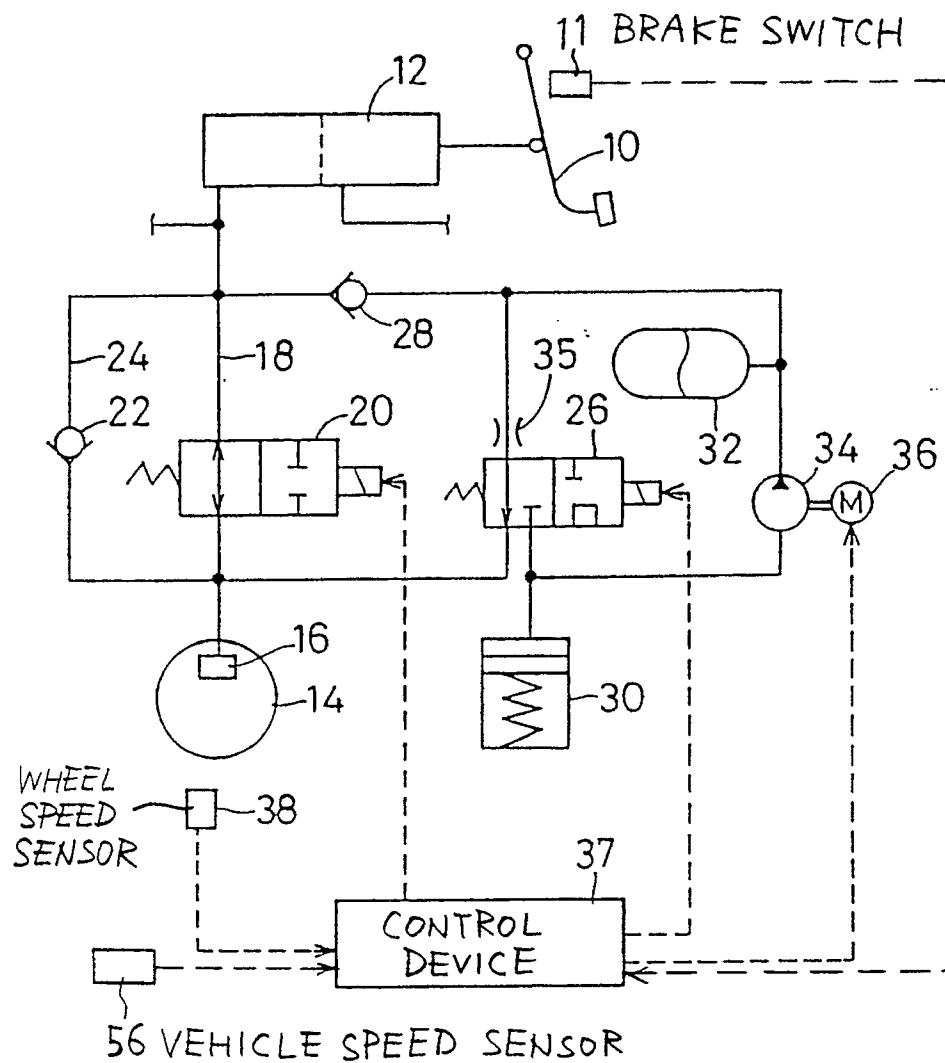 11 BRAKE SWITCH
12
10
28
24
18
35
22
20
26
32
34
36
M
16
14
30
WHEEL
SPEED
SENSOR
38
37
CONTROL
DEVICE
56 VEHICLE SPEED SENSOR